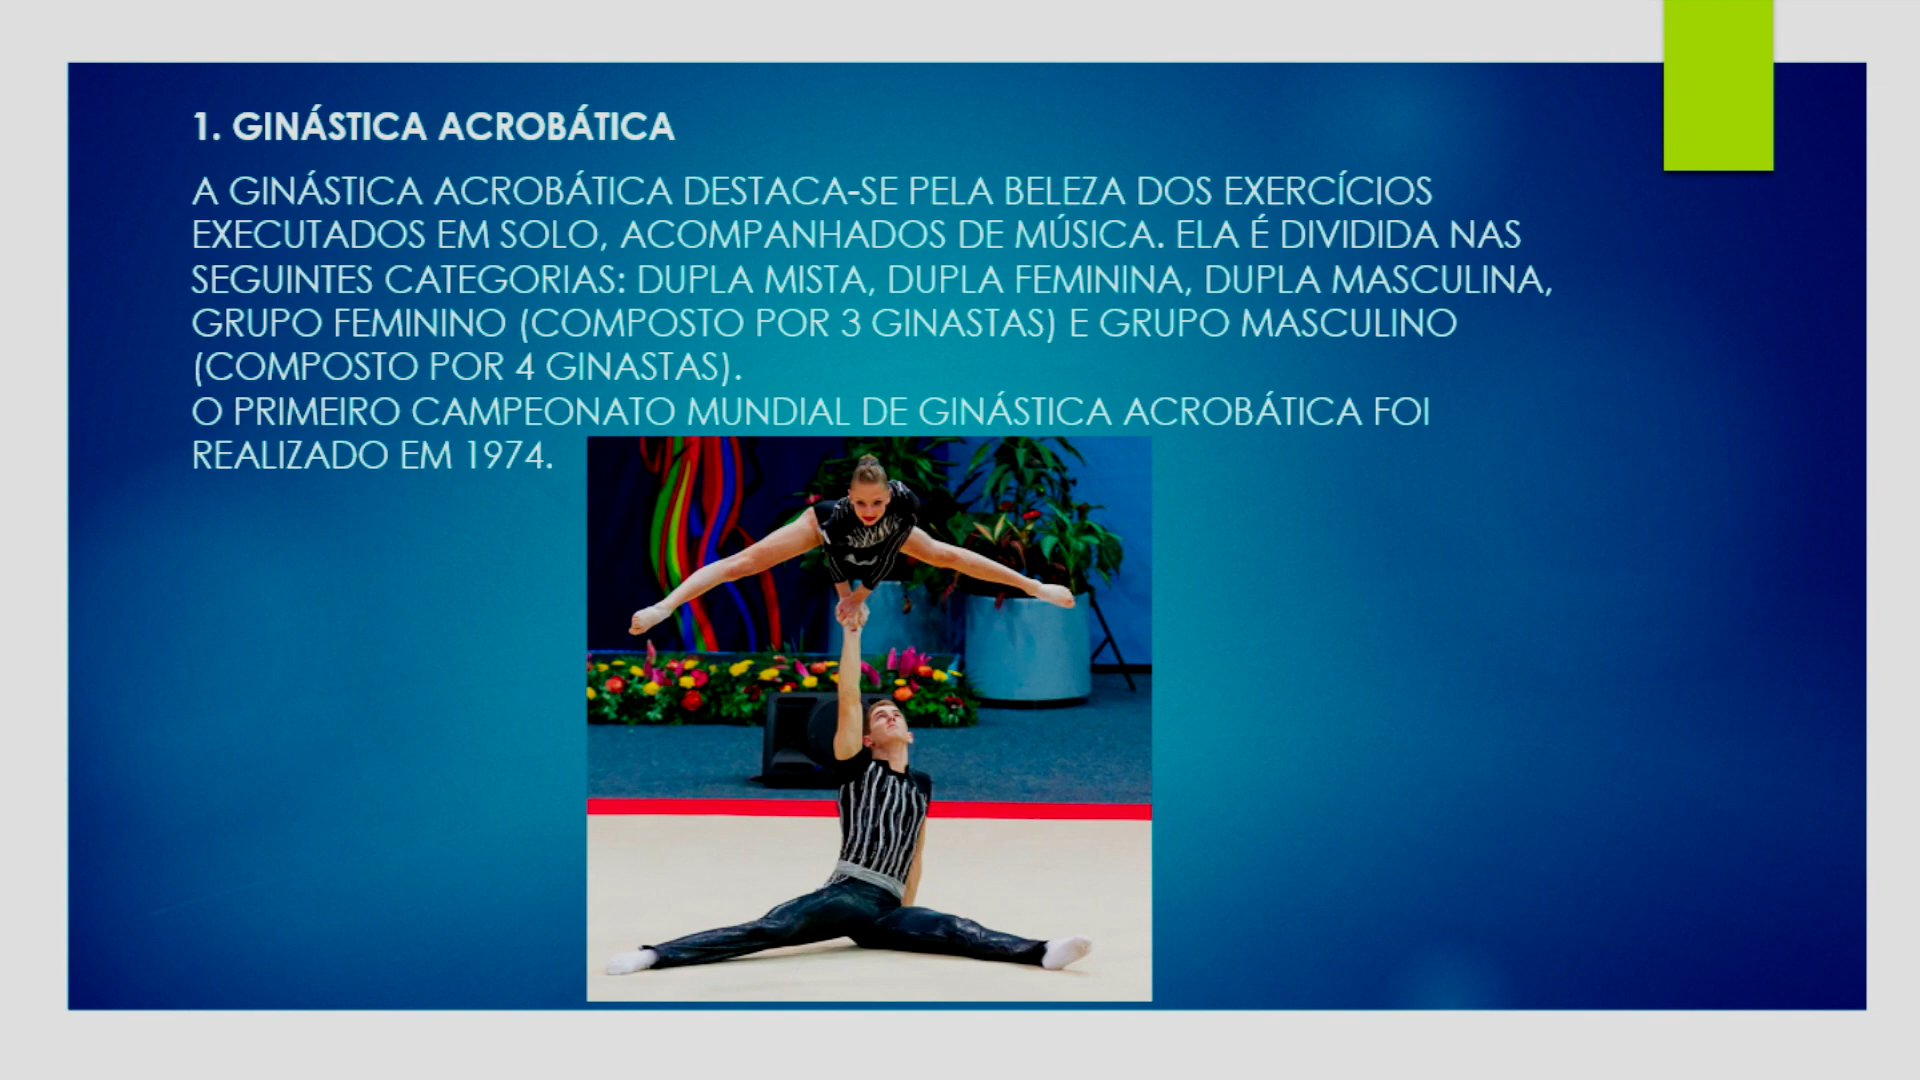 1. GINÁSTICA ACROBÁTICA
A GINÁSTICA ACROBÁTICA DESTACA-SE PELA BELEZA DOS EXERCÍCIOS
EXECUTADOS EM SOLO, ACOMPANHADOS DE MÚSICA. ELA É DIVIDIDA NAS
SEGUINTES CATEGORIAS: DUPLA MISTA, DUPLA FEMININA, DUPLA MASCULINA,
GRUPO FEMININO (COMPOSTO POR 3 GINASTAS) E GRUPO MASCULINO
(COMPOSTO POR 4 GINASTAS).
O PRIMEIRO CAMPEONATO MUNDIAL DE GINÁSTICA ACROBÁTICA FOI
REALIZADO EM 1974.